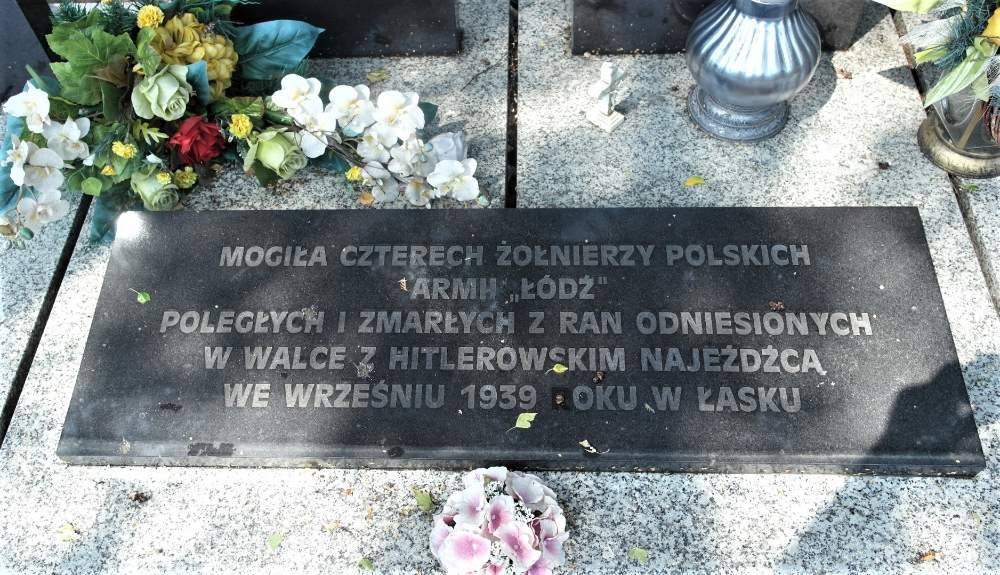 MOGIŁA CZTERECH ŻOŁNIERZY POLSKICH
ARMII „ŁÓDŹ"
POLEGŁYCH I ZMARŁYCH Z RAN ODNIESIONYCH
W WALCE Z HITLEROWSKIM NAJEŹDŹCĄ
WE WRZEŚNIU 1939 ROKU W ŁASKU